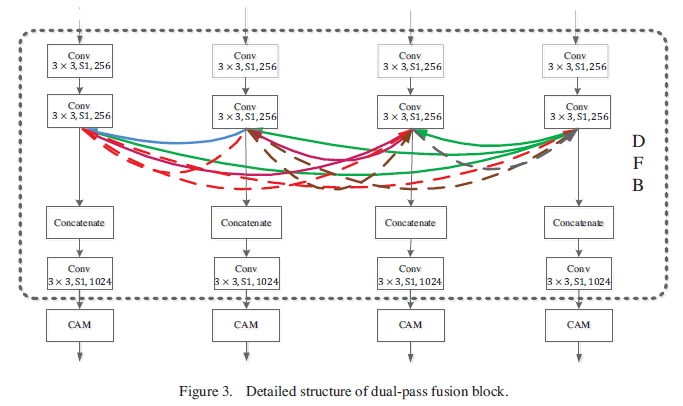 Conv Conv Conv Conv
3 × 3, S1, 256 3 × 3, S1, 256 3 × 3, S1, 256 3 × 3, S1, 256
Conv Conv Conv Conv
3 × 3, S1, 256 3 × 3, S1, 256 3 × 3, S1, 256 3 × 3, S1, 256
D
F
B
Concatenate Concatenate Concatenate Concatenate
Conv Conv Conv Conv
3 × 3, S1, 1024 3 × 3, S1, 1024 3 × 3, S1, 1024 3 × 3, S1, 1024
CAM CAM CAM CAM
Figure 3. Detailed structure of dual-pass fusion block.